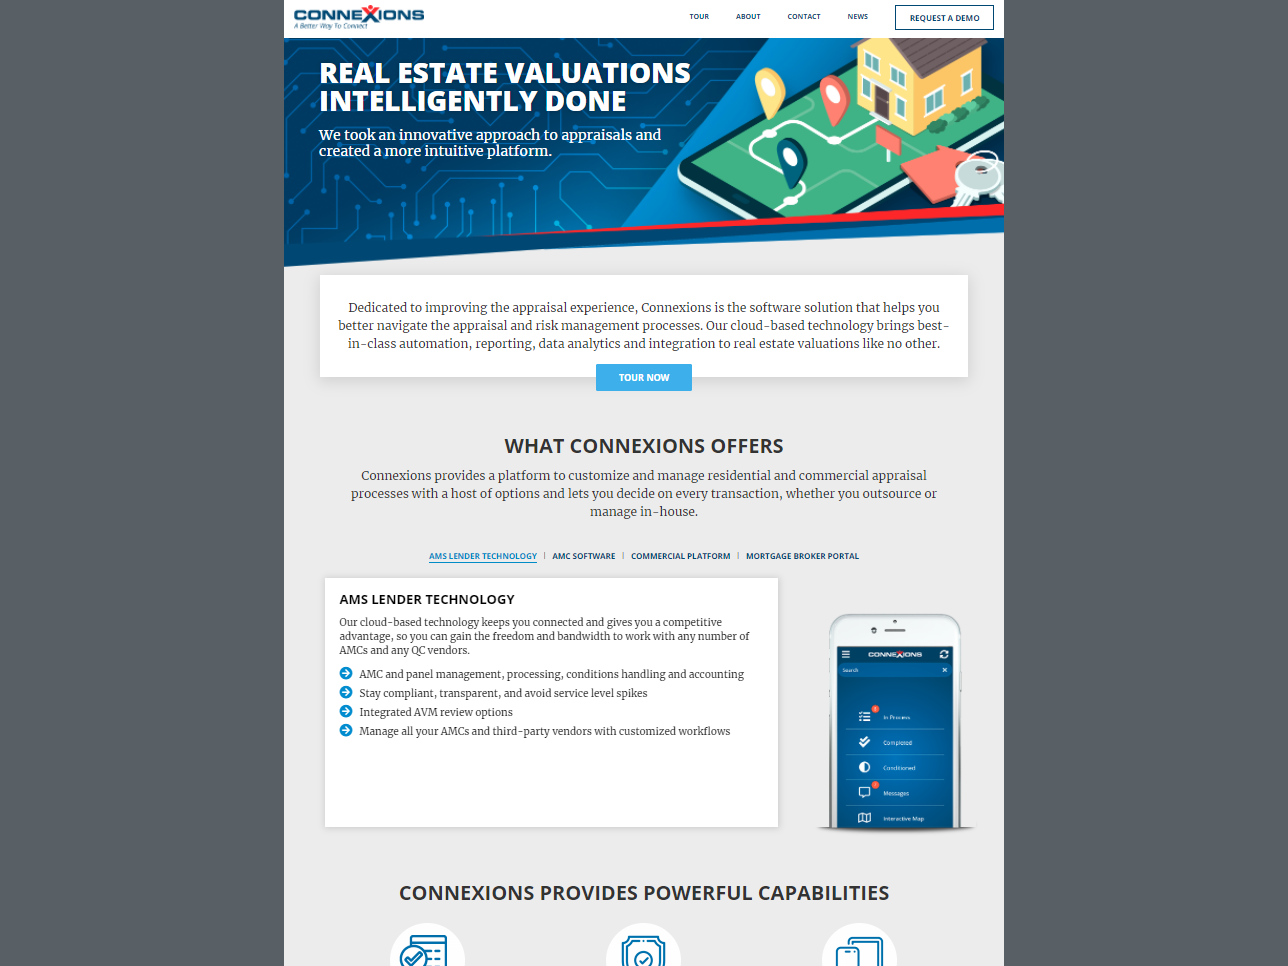 CONNEXIONS
A Better Way To Connect
TOUR
ABOUT
CONTACT
NEWS
REQUEST A DEMO
REAL ESTATE VALUATIONS
INTELLIGENTLY DONE
We took an innovative approach to appraisals and
created a more intuitive platform.
Dedicated to improving the appraisal experience, Connexions is the software solution that helps you
better navigate the appraisal and risk management processes. Our cloud-based technology brings best-
in-class automation, reporting, data analytics and integration to real estate valuations like no other.
TOUR NOW
WHAT CONNEXIONS OFFERS
Connexions provides a platform to customize and manage residential and commercial appraisal
processes with a host of options and lets you decide on every transaction, whether you outsource or
manage in-house.
AMS LENDER TECHNOLOGY | AMC SOFTWARE | COMMERCIAL PLATFORM | MORTGAGE BROKER PORTAL
AMS LENDER TECHNOLOGY
Our cloud-based technology keeps you connected and gives you a competitive
advantage, so you can gain the freedom and bandwidth to work with any number of
AMCs and any QC vendors.
AMC and panel management, processing, conditions handling and accounting
Stay compliant, transparent, and avoid service level spikes
Integrated AVM review options
Manage all your AMCs and third-party vendors with customized workflows
CONNEXIONS
Search
In Process
Completed
Conditioned
Messages
Interactive Map
CONNEXIONS PROVIDES POWERFUL CAPABILITIES